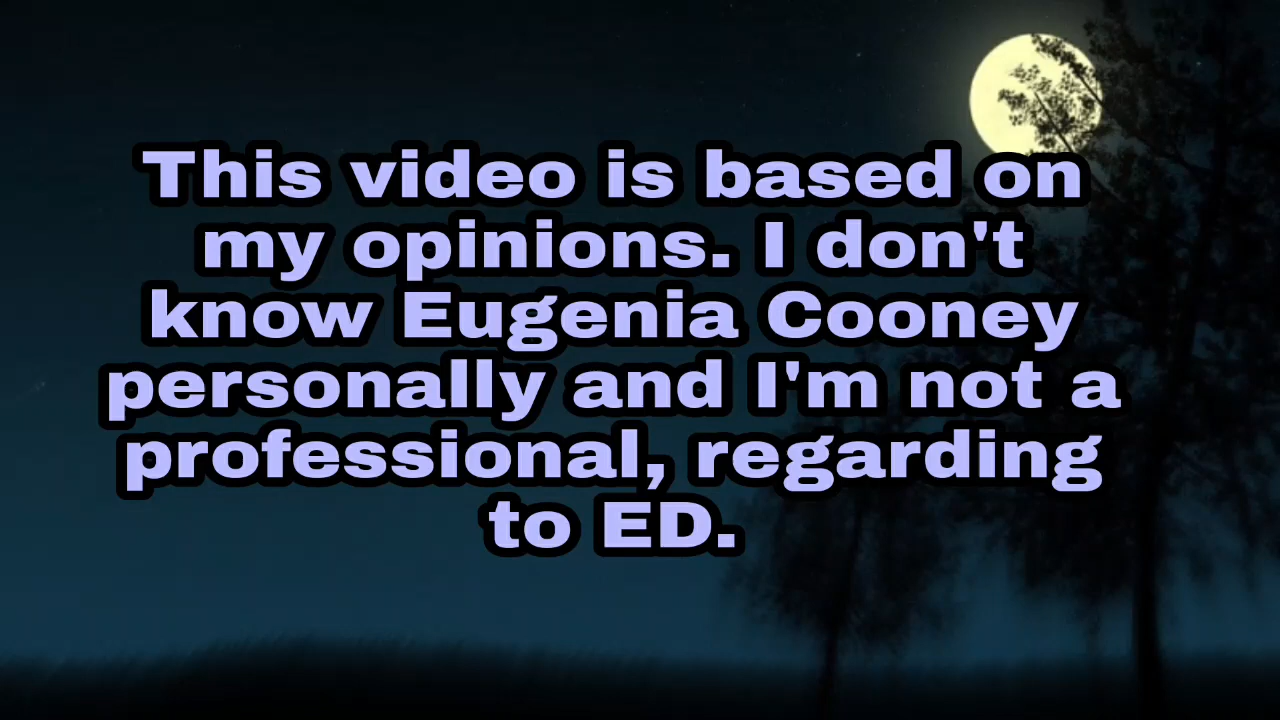 This video is based on
my opinions. I don't
know Eugenia Cooney
personally and I'm not a
professional, regarding
to ED.